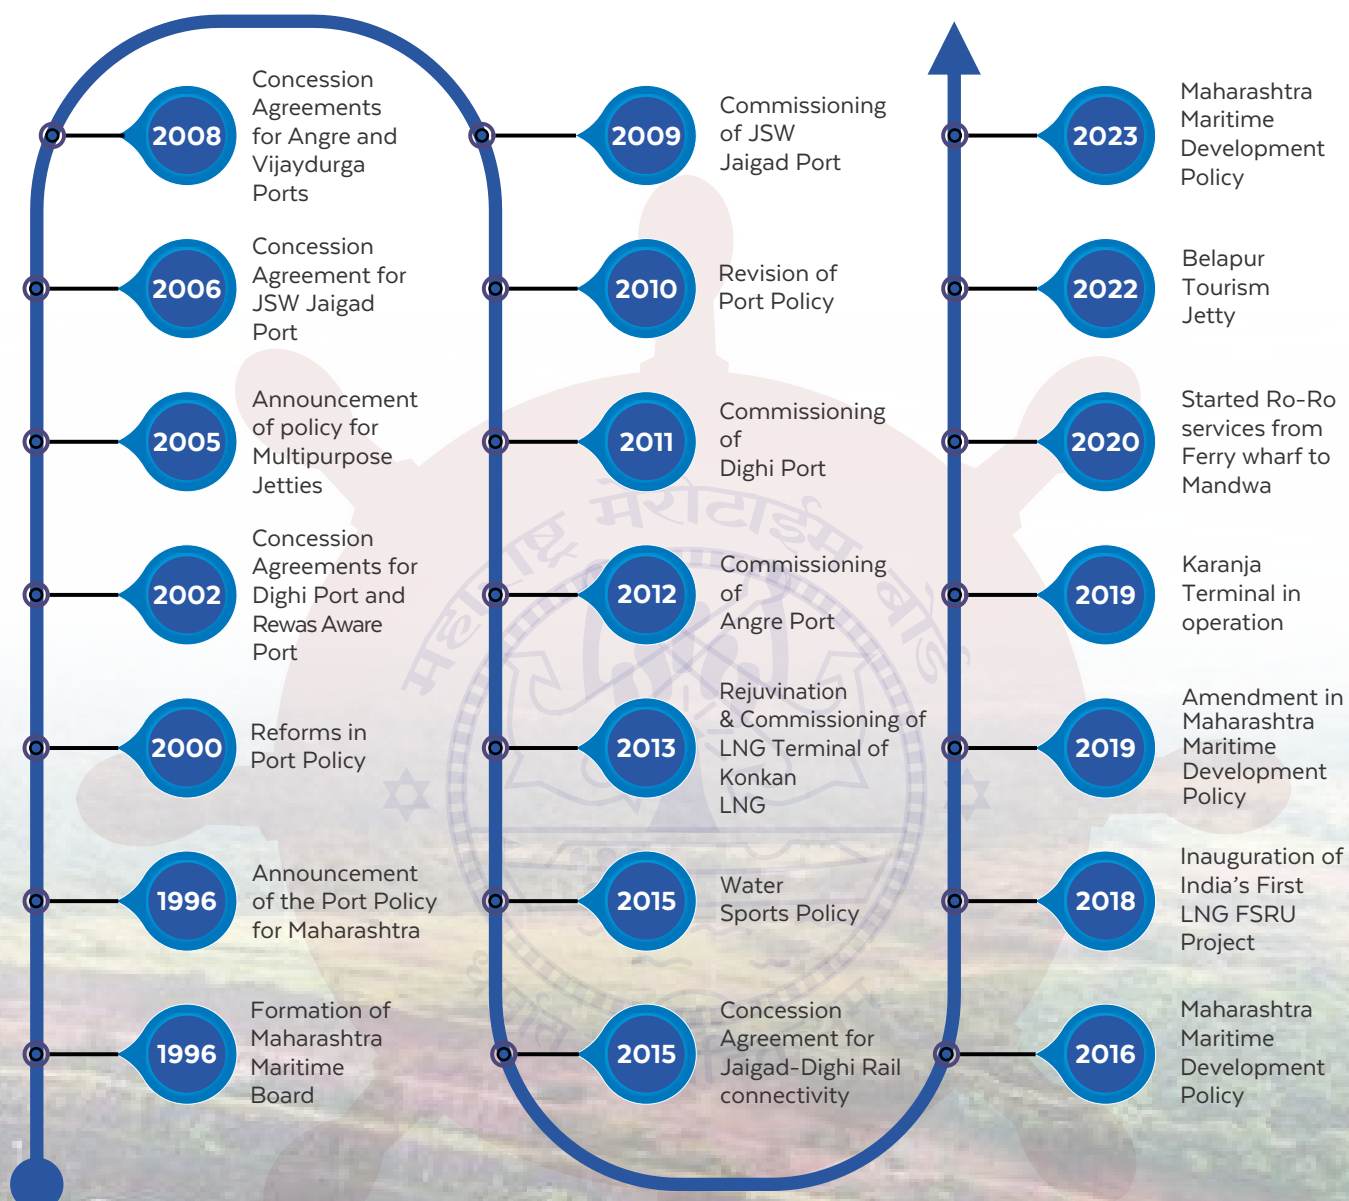 2008
Concession
Agreements
for Angre and
Vijaydurga
Ports
2006
Concession
Agreement for
JSW Jaigad
Port
2005
Announcement
of policy for
Multipurpose
Jetties
2002
Concession
Agreements for
Dighi Port and
Rewas Aware
Port
2000
Reforms in
Port Policy
1996
Announcement
of the Port Policy
for Maharashtra
1996
Formation of
Maharashtra
Maritime
Board
2009
Commissioning
of JSW
Jaigad Port
2010
Revision of
Port Policy
2011
Commissioning
of
Dighi Port
2012
Commissioning
of
Angre Port
2013
Rejuvination
& Commissioning of
LNG Terminal of
Konkan
LNG
2015
Water
Sports Policy
2015
Concession
Agreement for
Jaigad-Dighi Rail
connectivity
2023
Maharashtra
Maritime
Development
Policy
2022
Belapur
Tourism
Jetty
2020
Started Ro-Ro
services from
Ferry wharf to
Mandwa
2019
Karanja
Terminal in
operation
2019
Amendment in
Maharashtra
Maritime
Development
Policy
2018
Inauguration of
India's First
LNG FSRU
Project
2016
Maharashtra
Maritime
Development
Policy
महाराष्ट्र मेरीटाईम बोर्ड